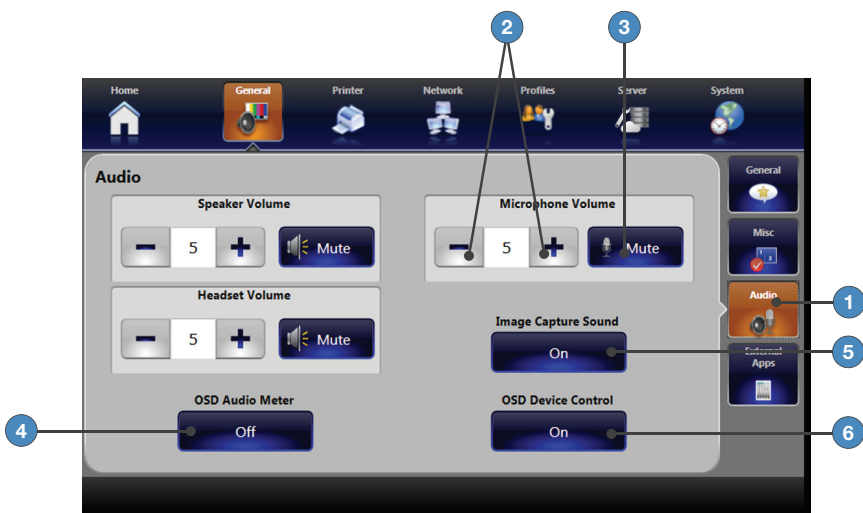 2
3
Home
General
Printer
Network
Profiles
Server
System
Audio
General
Speaker Volume
Microphone Volume
5
Mute
5
Mute
Misc
Headset Volume
5
Mute
Audio
1
Image Capture Sound
On
5
External
Apps
OSD Audio Meter
OSD Device Control
4
Off
On
6